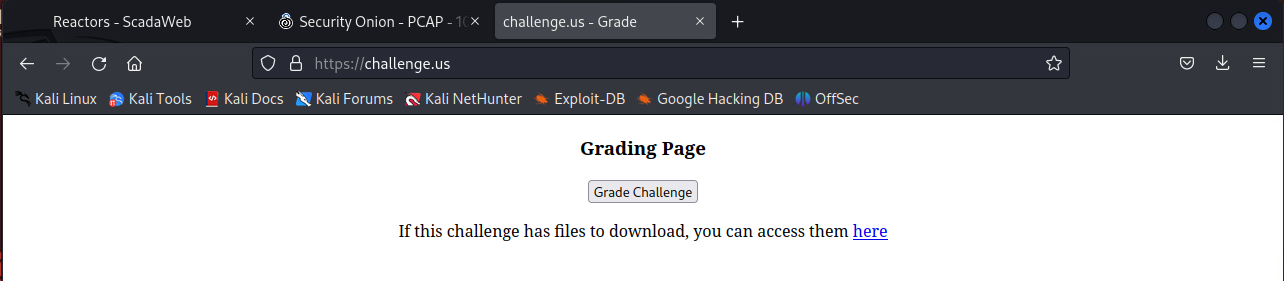 Reactors - ScadaWeb
Security Onion - PCAP - 10
challenge.us - Grade
https://challenge.us
Kali Linux
Kali Tools
Kali Docs
Kali Forums
Kali NetHunter
Exploit-DB
Google Hacking DB
OffSec
Grading Page
Grade Challenge
If this challenge has files to download, you can access them here